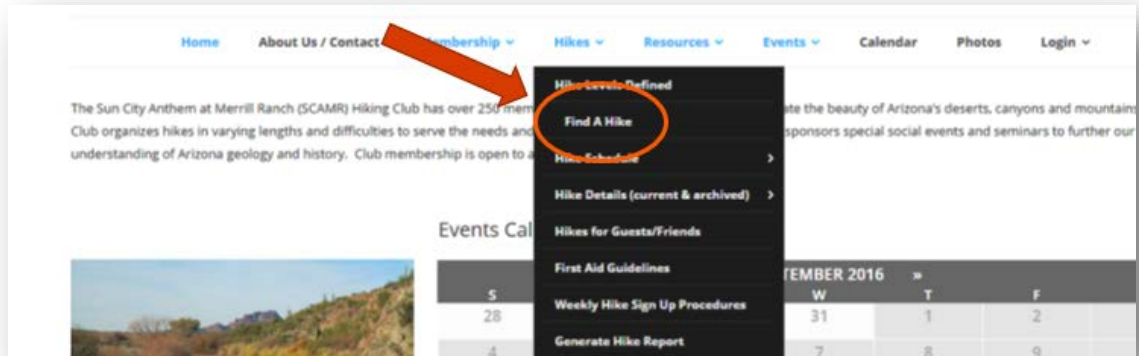 Home About Us / Contact Membership Hikes Resources Events Calendar Photos Login
Hike Levels Defined
Find A Hike
Hike Schedule
Hike Details (current & archived)
Hikes for Guests/Friends
First Aid Guidelines
Weekly Hike Sign Up Procedures
Generate Hike Report
The Sun City Anthem at Merrill Ranch (SCAMR) Hiking Club has over 250 mem ate the beauty of Arizona's deserts, canyons and mountains
Club organizes hikes in varying lengths and difficulties to serve the needs and sponsors special social events and seminars to further our
understanding of Arizona geology and history. Club membership is open to a
Events Cal
TEMBER 2016 »
S W T F
28 31 1 2
4 7 8 9